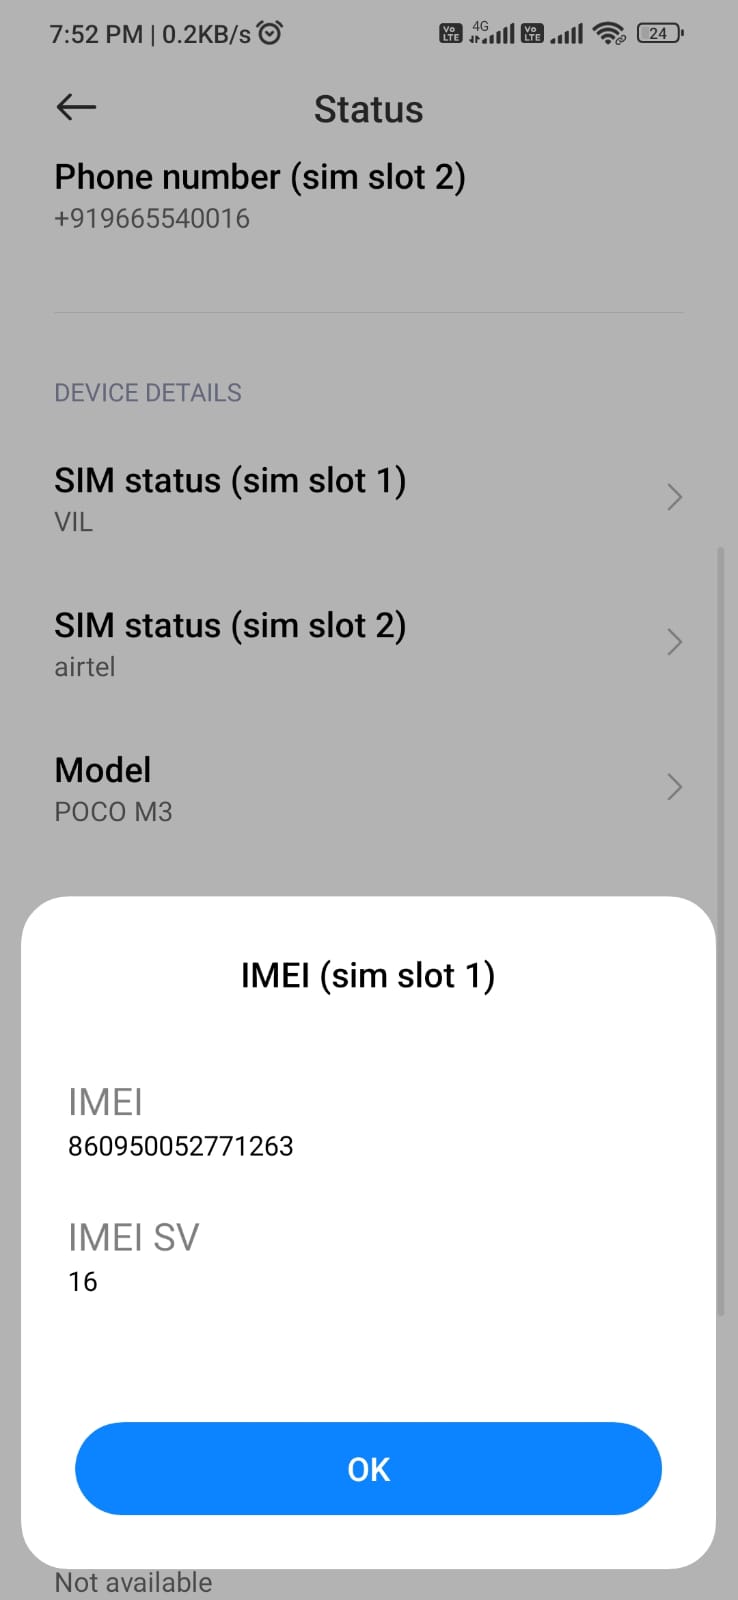 7:52 PM | 0.2KB/s Vo LTE 4G Vo LTE 24
Status
Phone number (sim slot 2)
+919665540016
DEVICE DETAILS
SIM status (sim slot 1)
VIL
SIM status (sim slot 2)
airtel
Model
POCO M3
IMEI (sim slot 1)
IMEI
860950052771263
IMEI SV
16
OK
Not available